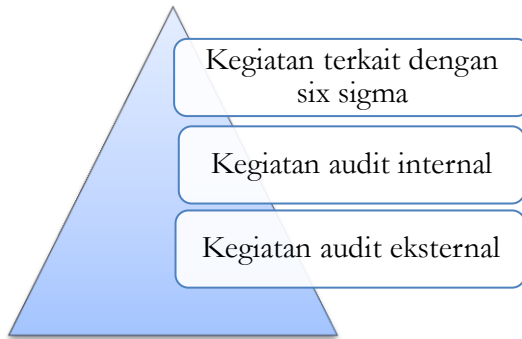 Kegiatan terkait dengan
six sigma
Kegiatan audit internal
Kegiatan audit eksternal